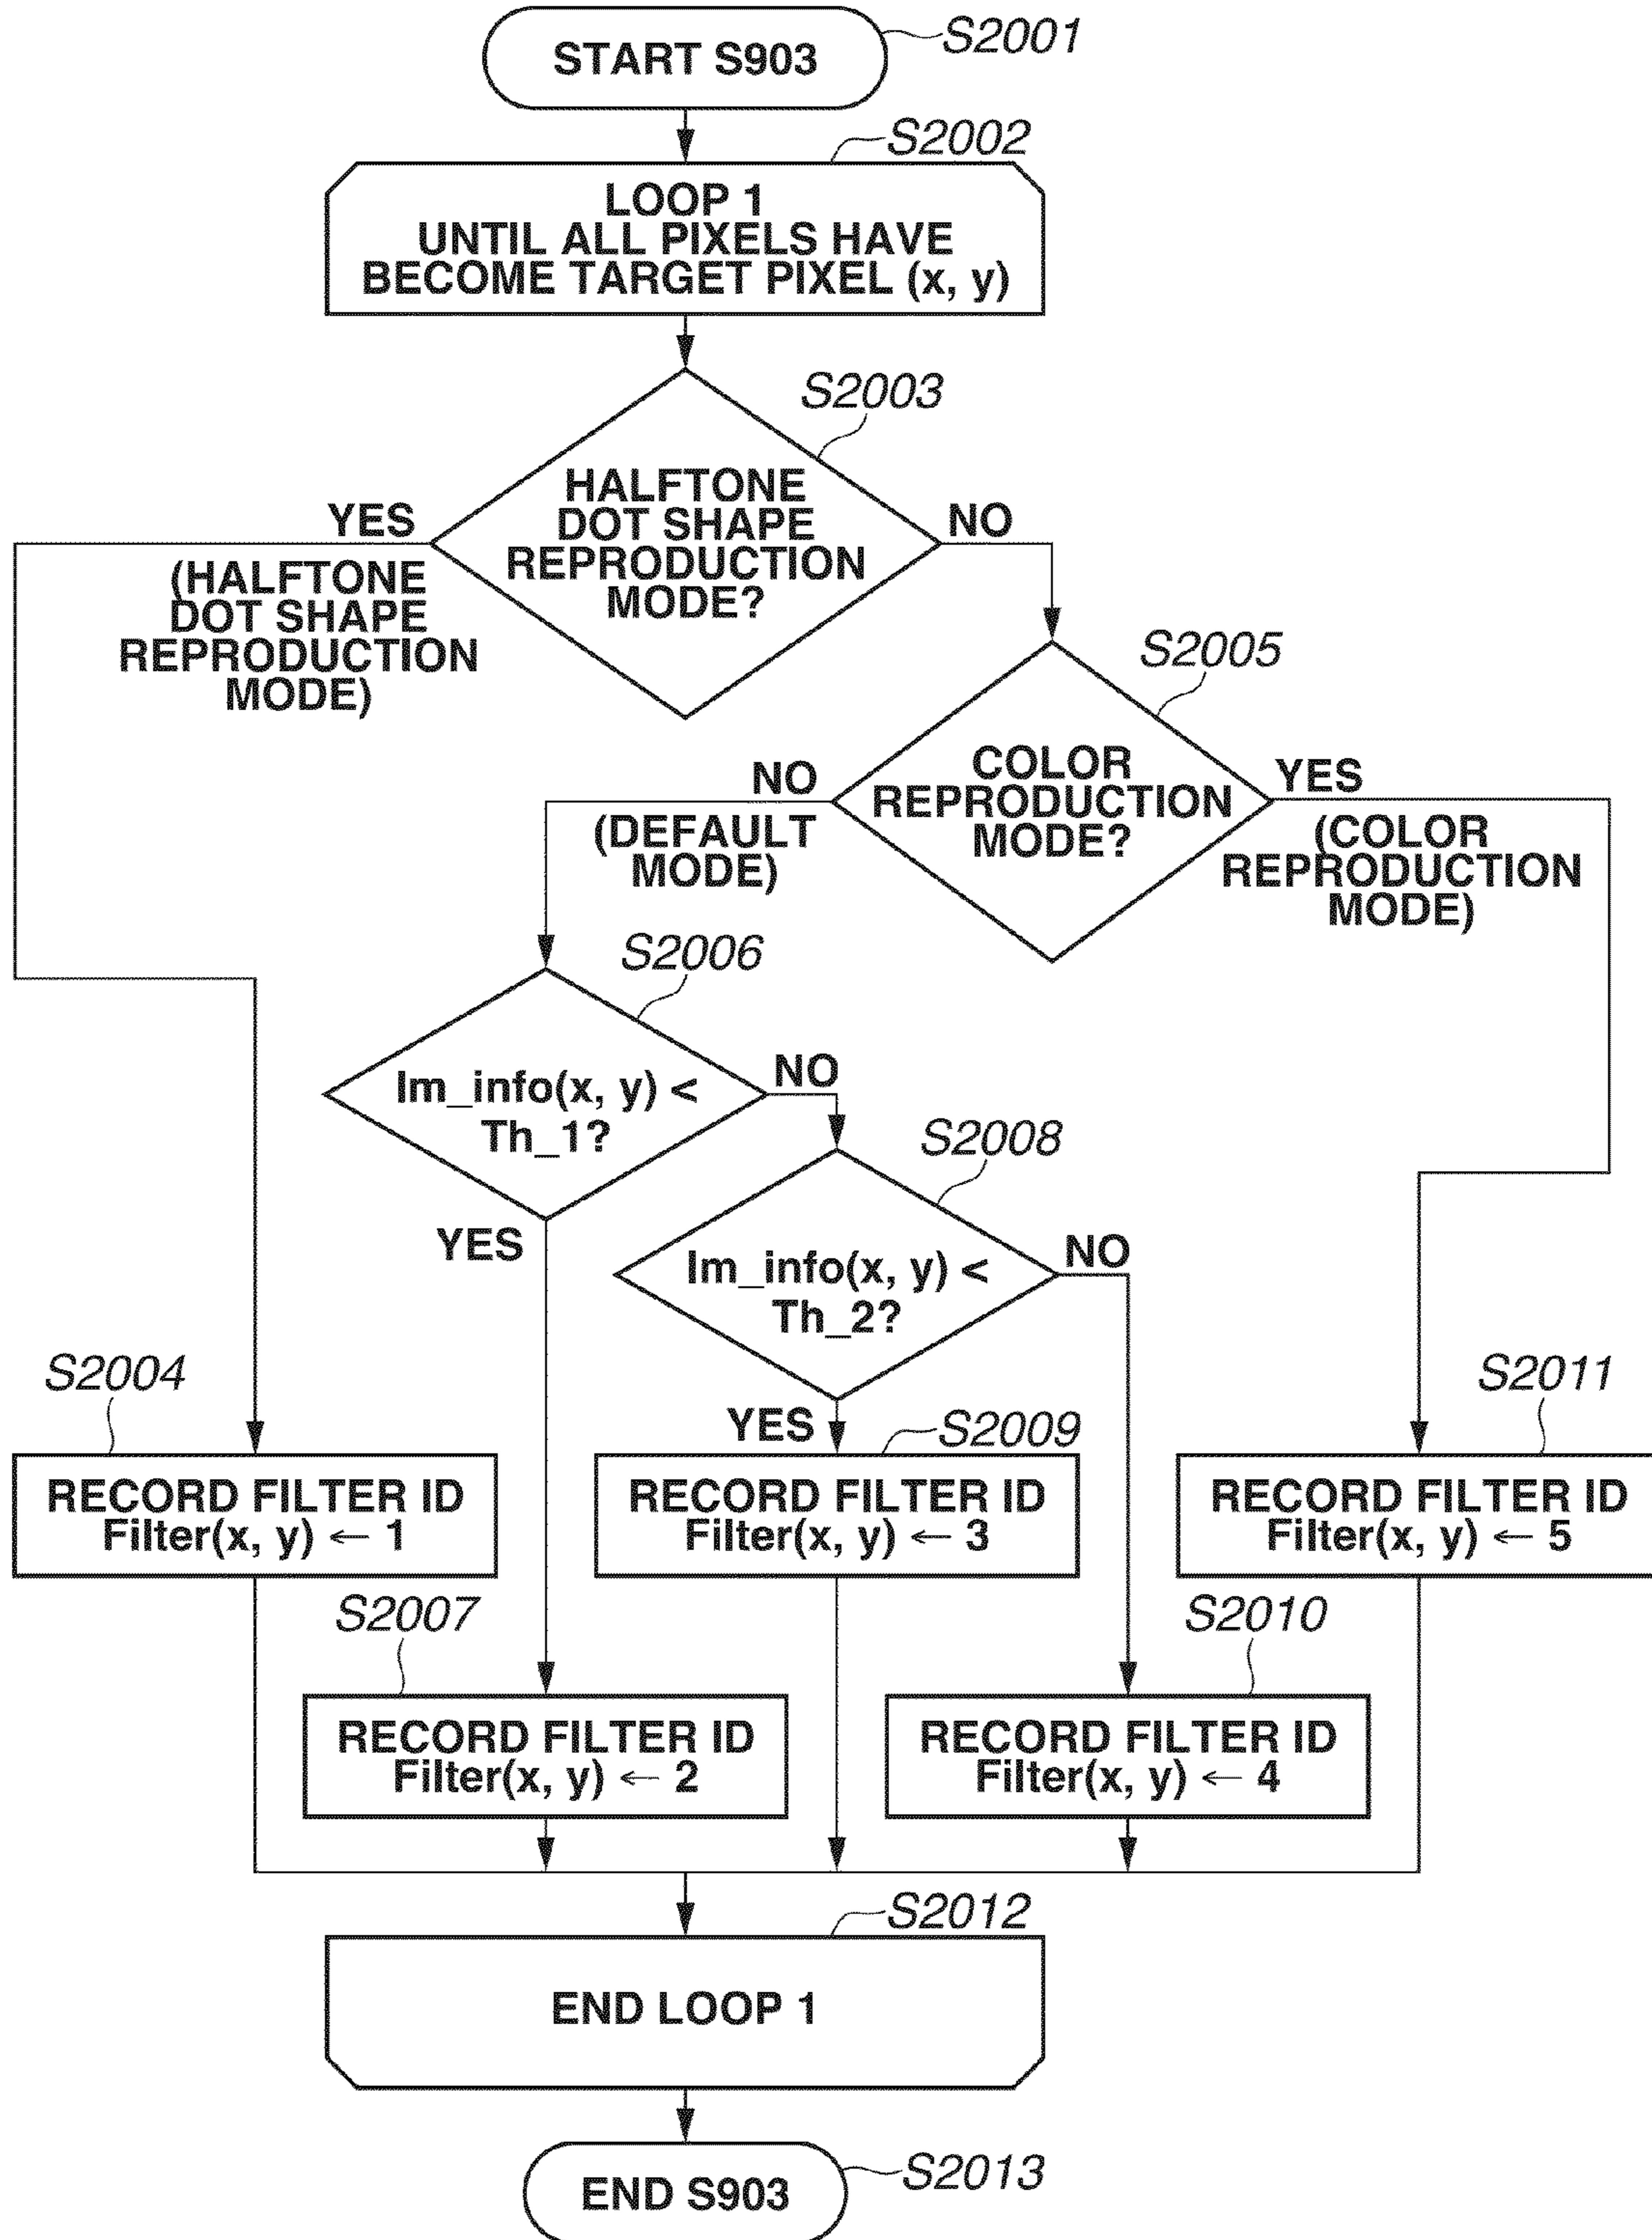 START S903
S2001
S2002
LOOP 1
UNTIL ALL PIXELS HAVE
BECOME TARGET PIXEL (x, y)
S2003
HALFTONE
DOT SHAPE
REPRODUCTION
MODE?
YES
(HALFTONE
DOT SHAPE
REPRODUCTION
MODE)
NO
S2005
COLOR
REPRODUCTION
MODE?
NO
(DEFAULT
MODE)
YES
(COLOR
REPRODUCTION
MODE)
S2006
Im_info(x, y) <
Th_1?
NO
YES
S2008
Im_info(x, y) <
Th_2?
NO
YES
S2004
RECORD FILTER ID
Filter(x, y) ← 1
S2009
RECORD FILTER ID
Filter(x, y) ← 3
S2011
RECORD FILTER ID
Filter(x, y) ← 5
S2007
RECORD FILTER ID
Filter(x, y) ← 2
S2010
RECORD FILTER ID
Filter(x, y) ← 4
S2012
END LOOP 1
END S903
S2013